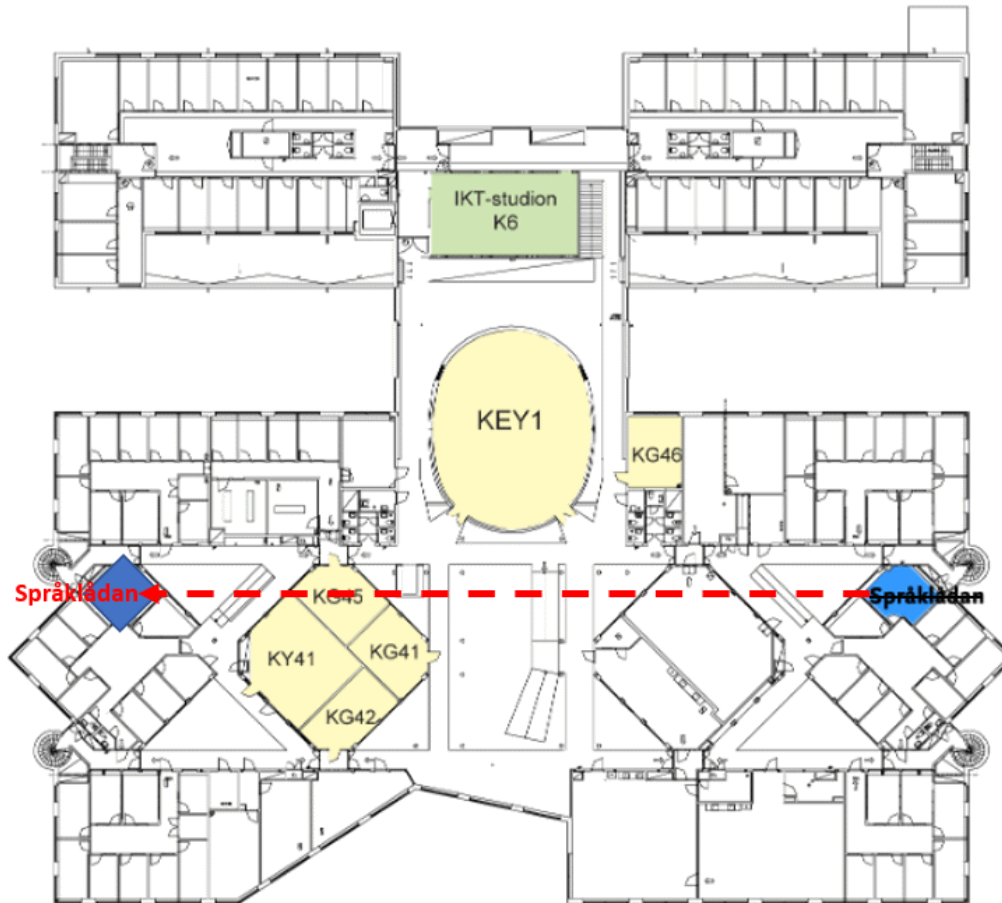 IKT-studion
K6
KEY1
KG46
Språklådan
Språklådan
KG45
KY41
KG41
KG42